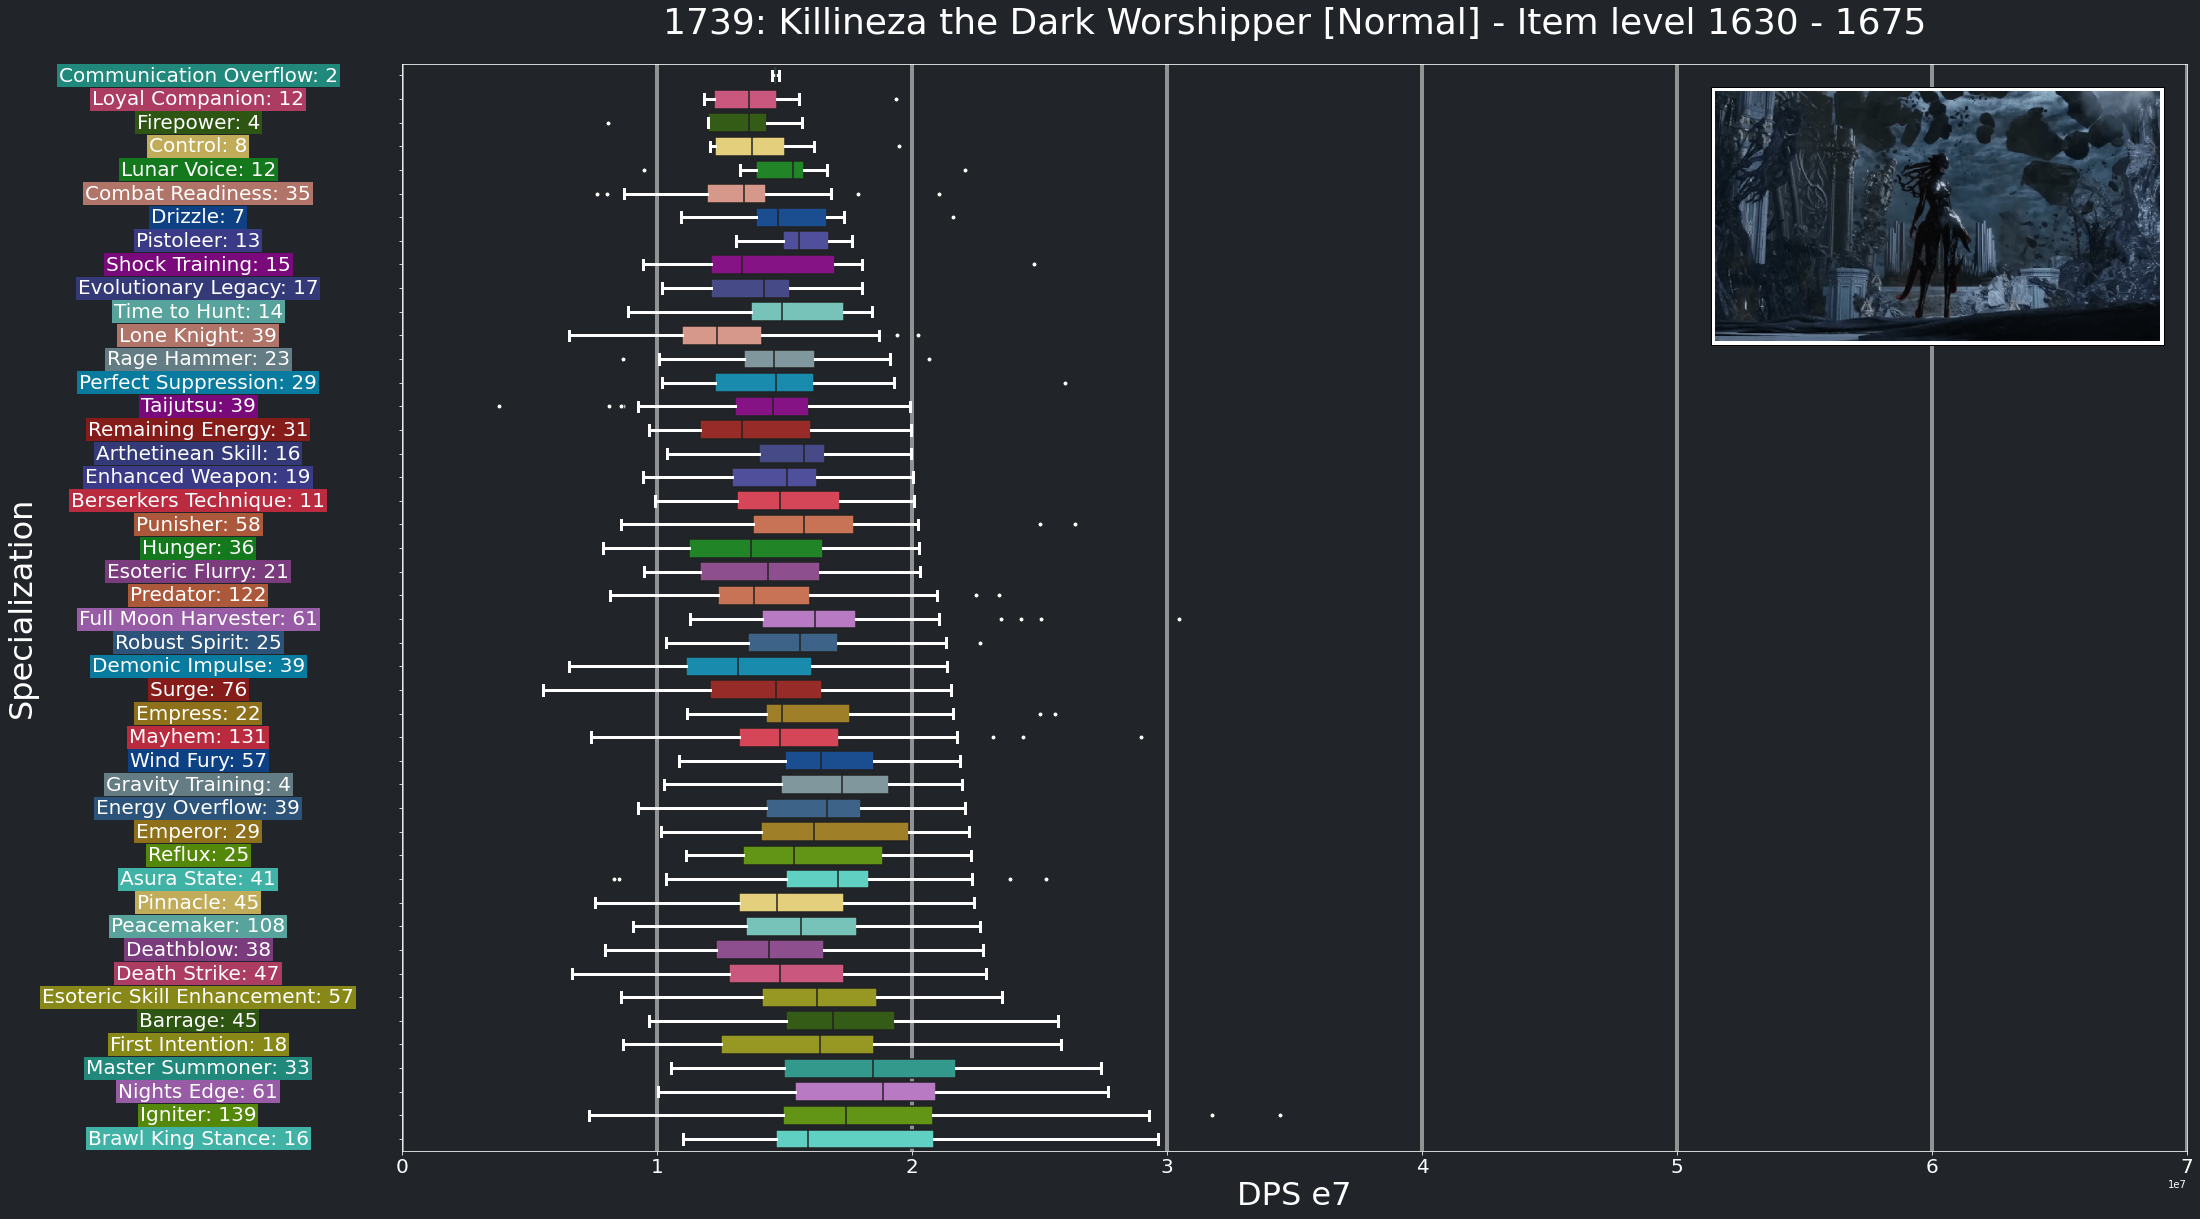 1739: Killineza the Dark Worshipper [Normal] - Item level 1630 - 1675
Communication Overflow: 2
Loyal Companion: 12
Firepower: 4
Control: 8
Lunar Voice: 12
Combat Readiness: 35
Drizzle: 7
Pistoleer: 13
Shock Training: 15
Evolutionary Legacy: 17
Time to Hunt: 14
Lone Knight: 39
Rage Hammer: 23
Perfect Suppression: 29
Taijutsu: 39
Remaining Energy: 31
Arthetinean Skill: 16
Enhanced Weapon: 19
Berserkers Technique: 11
Punisher: 58
Hunger: 36
Esoteric Flurry: 21
Predator: 122
Full Moon Harvester: 61
Robust Spirit: 25
Demonic Impulse: 39
Surge: 76
Empress: 22
Mayhem: 131
Wind Fury: 57
Gravity Training: 4
Energy Overflow: 39
Emperor: 29
Reflux: 25
Asura State: 41
Pinnacle: 45
Peacemaker: 108
Deathblow: 38
Death Strike: 47
Esoteric Skill Enhancement: 57
Barrage: 45
First Intention: 18
Master Summoner: 33
Nights Edge: 61
Igniter: 139
Brawl King Stance: 16
Specialization
0 1 2 3 4 5 6 7
1e7
DPS e7